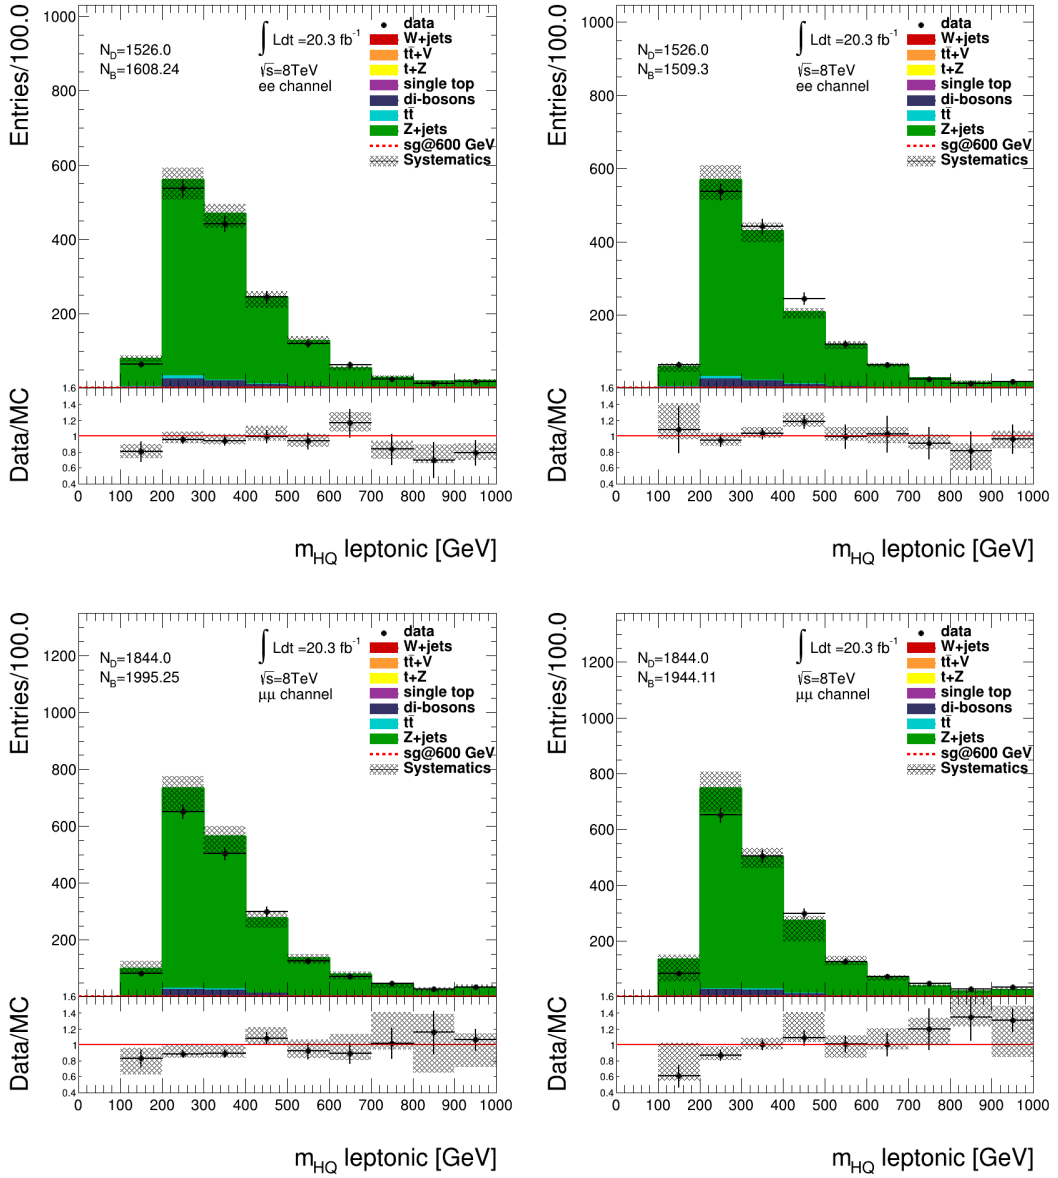 Entries/100.0
1000
800
600
400
200
N_D=1526.0
N_B=1608.24
∫ Ldt =20.3 fb⁻¹
√s=8TeV
ee channel
data
W+jets
tt̄+V
t+Z
single top
di-bosons
tt̄
Z+jets
sg@600 GeV
Systematics
Data/MC
1.6
1.4
1.2
1
0.8
0.6
0.4
0 100 200 300 400 500 600 700 800 900 1000
m_HQ leptonic [GeV]
Entries/100.0
1000
800
600
400
200
N_D=1526.0
N_B=1509.3
∫ Ldt =20.3 fb⁻¹
√s=8TeV
ee channel
data
W+jets
tt̄+V
t+Z
single top
di-bosons
tt̄
Z+jets
sg@600 GeV
Systematics
Data/MC
1.6
1.4
1.2
1
0.8
0.6
0.4
0 100 200 300 400 500 600 700 800 900 1000
m_HQ leptonic [GeV]
Entries/100.0
1200
1000
800
600
400
200
N_D=1844.0
N_B=1995.25
∫ Ldt =20.3 fb⁻¹
√s=8TeV
μμ channel
data
W+jets
tt̄+V
t+Z
single top
di-bosons
tt̄
Z+jets
sg@600 GeV
Systematics
Data/MC
1.6
1.4
1.2
1
0.8
0.6
0.4
0 100 200 300 400 500 600 700 800 900 1000
m_HQ leptonic [GeV]
Entries/100.0
1200
1000
800
600
400
200
N_D=1844.0
N_B=1944.11
∫ Ldt =20.3 fb⁻¹
√s=8TeV
μμ channel
data
W+jets
tt̄+V
t+Z
single top
di-bosons
tt̄
Z+jets
sg@600 GeV
Systematics
Data/MC
1.6
1.4
1.2
1
0.8
0.6
0.4
0 100 200 300 400 500 600 700 800 900 1000
m_HQ leptonic [GeV]